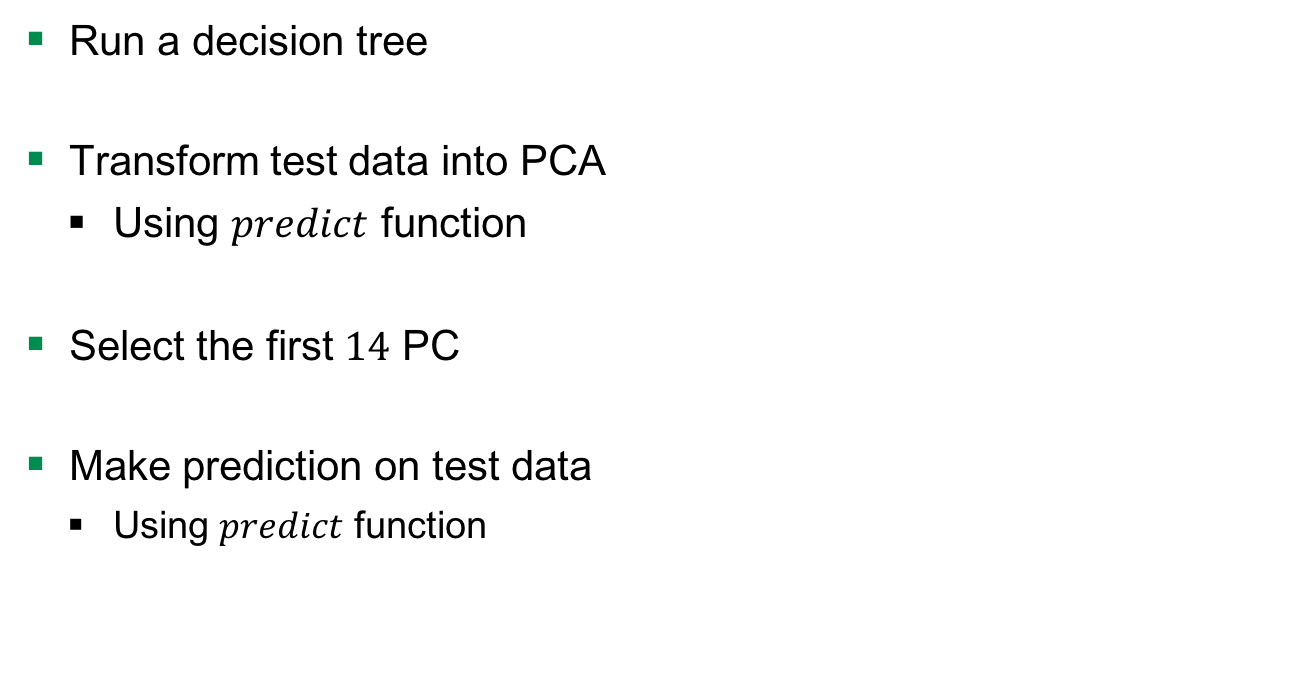 Run a decision tree
Transform test data into PCA
Using predict function
Select the first 14 PC
Make prediction on test data
Using predict function